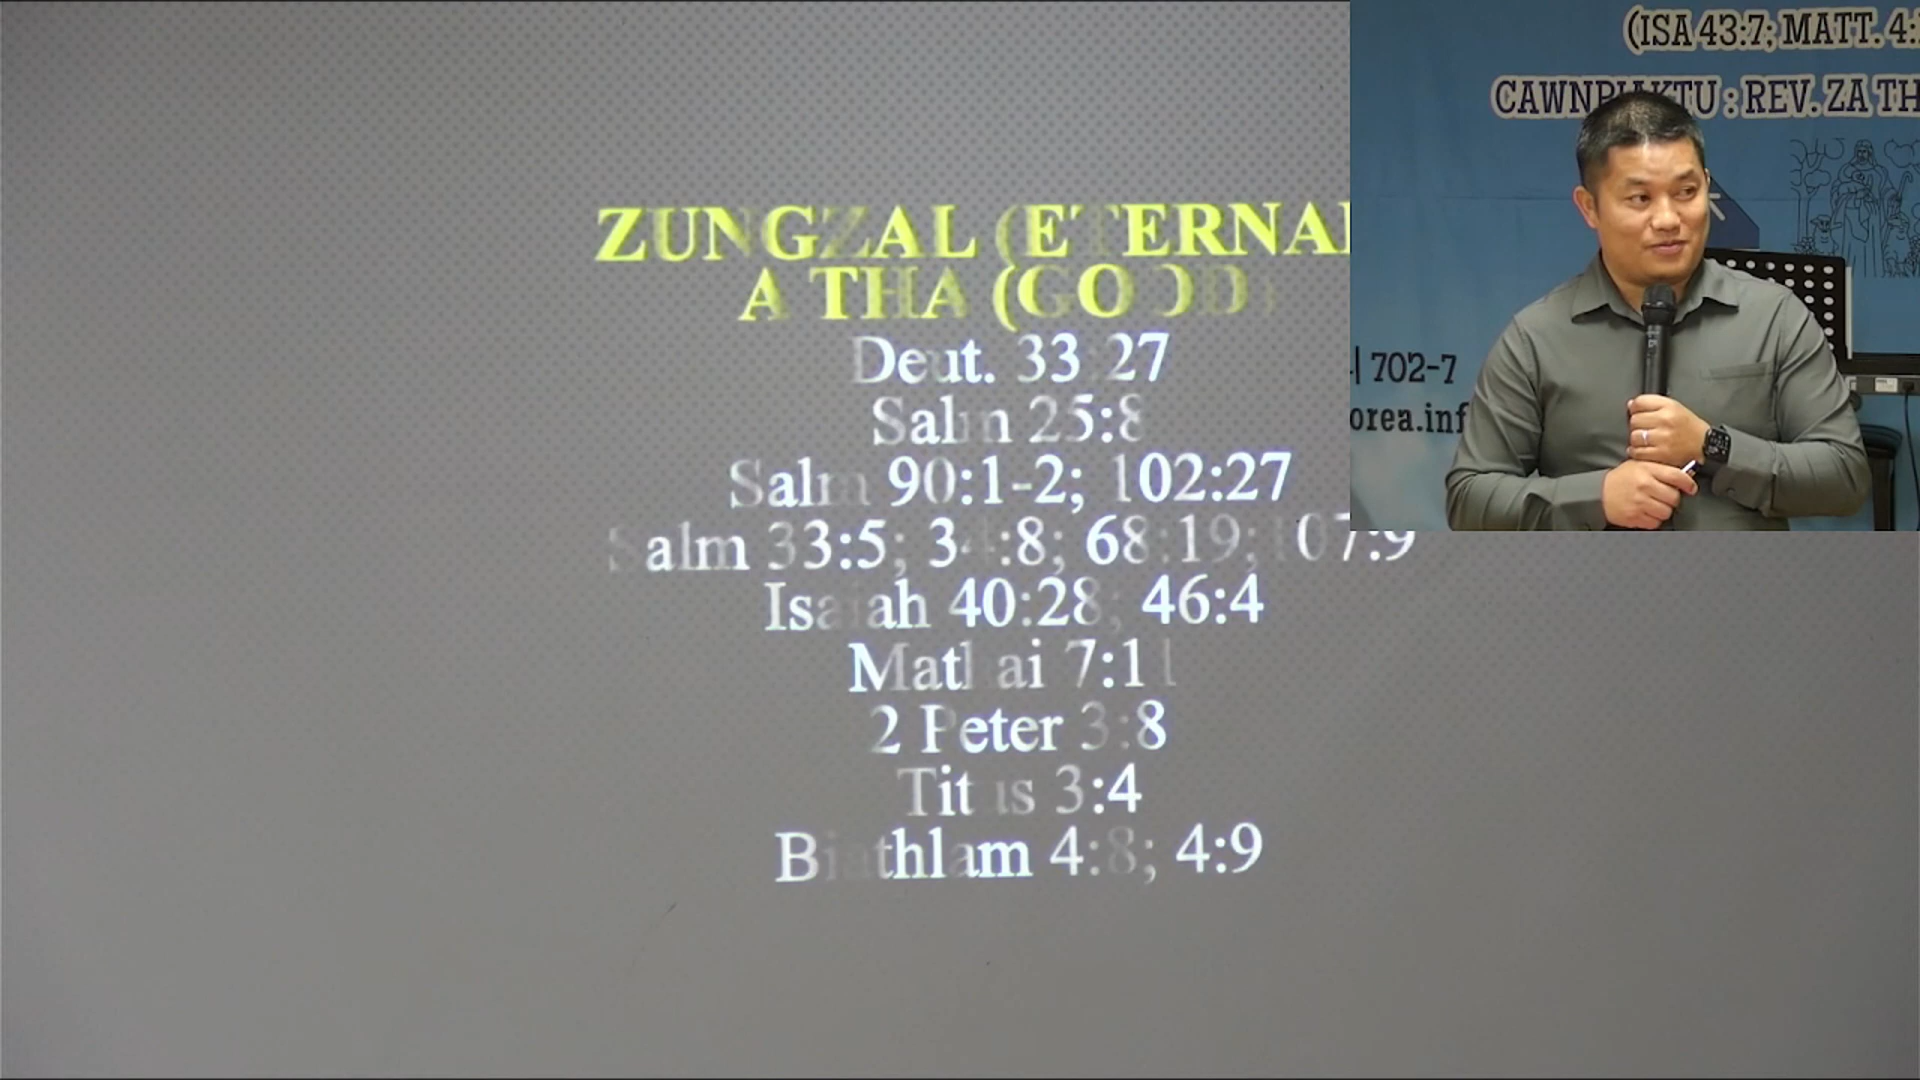 ZUNGZAL (ETERNAL
A THA (GOOD)
Deut. 33:27
Salm 25:8
Salm 90:1-2; 102:27
Salm 33:5; 34:8; 68:19; 107:9
Isaiah 40:28; 46:4
Mathai 7:11
2 Peter 3:8
Titus 3:4
Biathlam 4:8; 4:9
(ISA 43:7; MATT. 4:
CAWNPIAKTU : REV. ZA TH
702-7
orea.inf